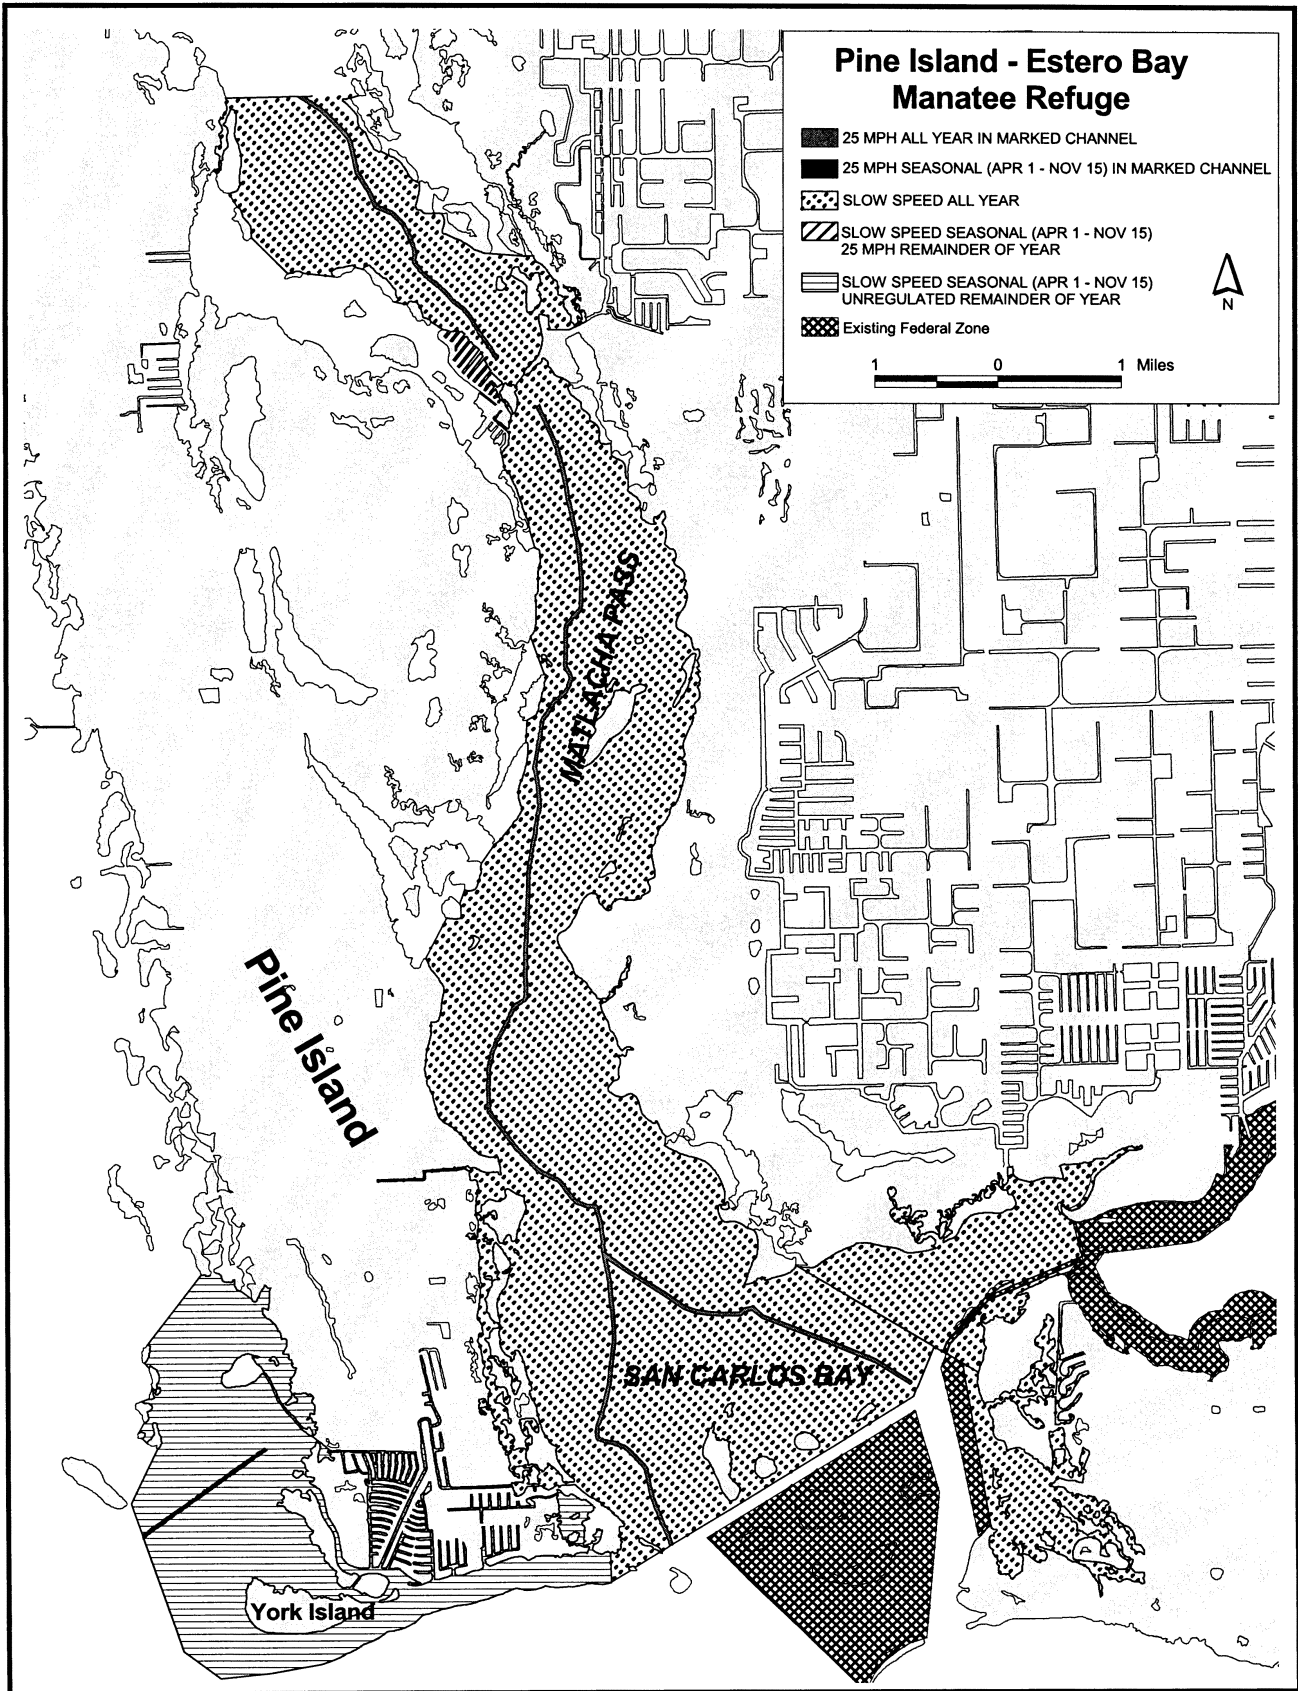 Pine Island - Estero Bay
Manatee Refuge
25 MPH ALL YEAR IN MARKED CHANNEL
25 MPH SEASONAL (APR 1 - NOV 15) IN MARKED CHANNEL
SLOW SPEED ALL YEAR
SLOW SPEED SEASONAL (APR 1 - NOV 15)
25 MPH REMAINDER OF YEAR
SLOW SPEED SEASONAL (APR 1 - NOV 15)
UNREGULATED REMAINDER OF YEAR
N
Existing Federal Zone
1 0 1 Miles
MATLACHA PASS
Pine Island
SAN CARLOS BAY
York Island